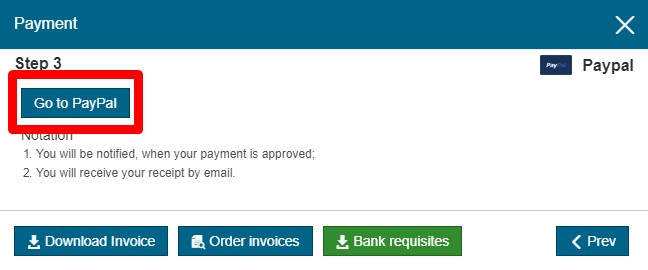 Payment
Step 3
PayPal Paypal
Go to PayPal
Notation
1. You will be notified, when your payment is approved;
2. You will receive your receipt by email.
Download Invoice Order invoices Bank requisites Prev